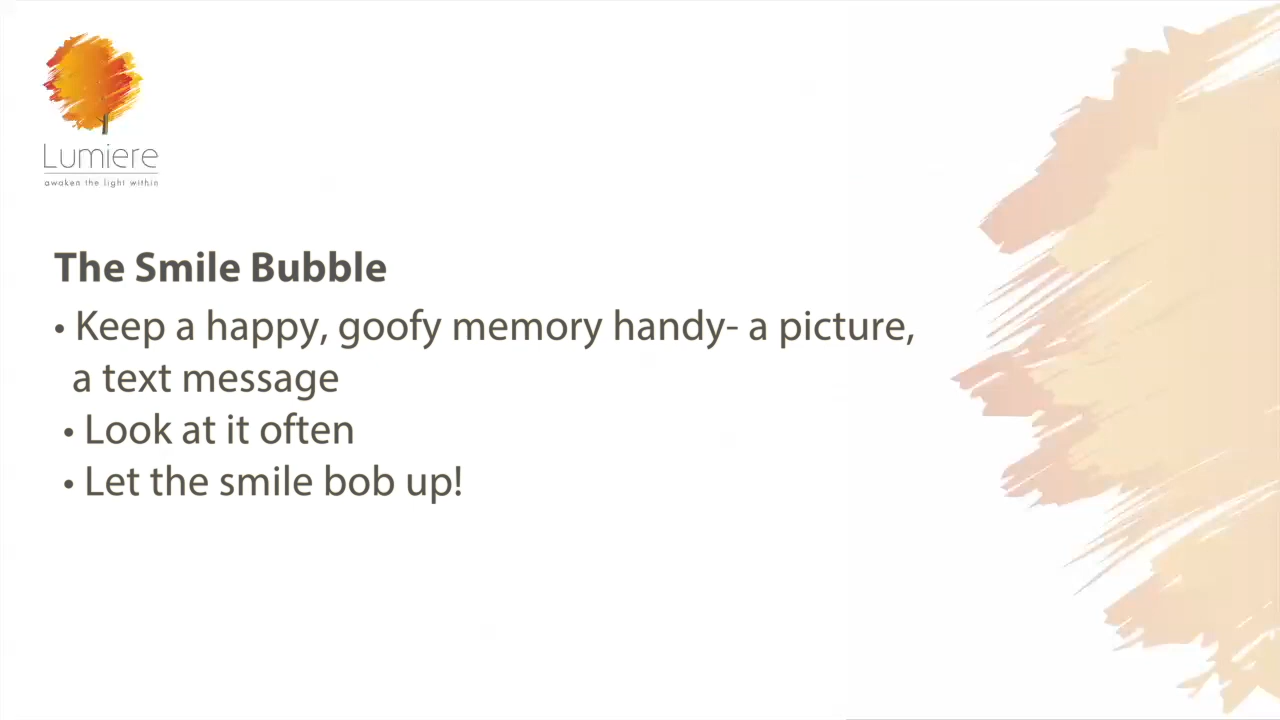 Lumiere
awaken the light within
The Smile Bubble
• Keep a happy, goofy memory handy- a picture,
a text message
• Look at it often
• Let the smile bob up!